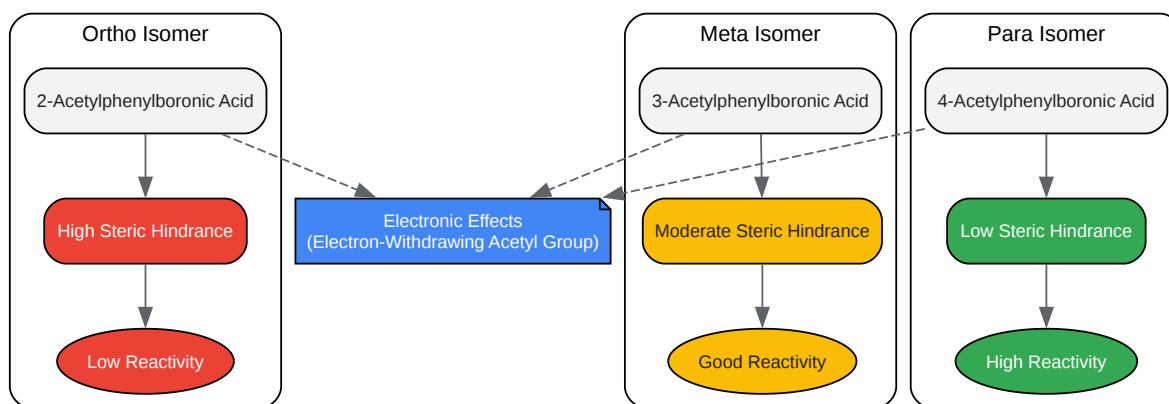 Ortho Isomer
2-Acetylphenylboronic Acid
High Steric Hindrance
Low Reactivity
Electronic Effects
(Electron-Withdrawing Acetyl Group)
Meta Isomer
3-Acetylphenylboronic Acid
Moderate Steric Hindrance
Good Reactivity
Para Isomer
4-Acetylphenylboronic Acid
Low Steric Hindrance
High Reactivity